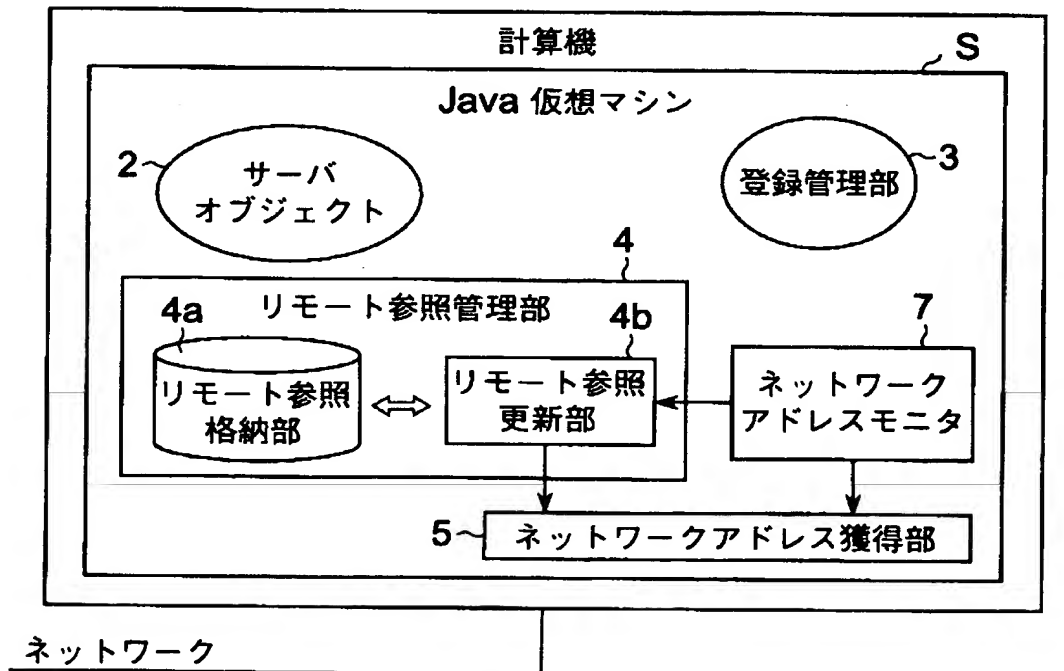 計算機
S
Java 仮想マシン
2
サーバ
オブジェクト
3
登録管理部
4
リモート参照管理部
4a
リモート参照
格納部
4b
リモート参照
更新部
7
ネットワーク
アドレスモニタ
5
ネットワークアドレス獲得部
ネットワーク